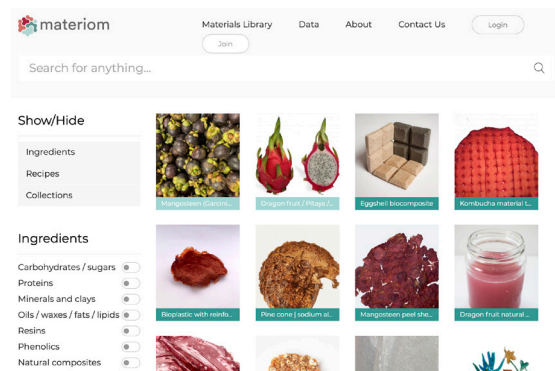 materiom
Materials Library Data About Contact Us Login
Join
Search for anything...
Show/Hide
Ingredients
Recipes
Collections
Mangosteen (Garcini...
Dragon fruit / Pitaya /...
Eggshell biocomposite
Kombucha material t...
Ingredients
Carbohydrates / sugars
Proteins
Minerals and clays
Oils / waxes / fats / lipids
Resins
Phenolics
Natural composites
Bioplastic with reinfo...
Pine cone | sodium al...
Mangosteen peel she...
Dragon fruit natural ...